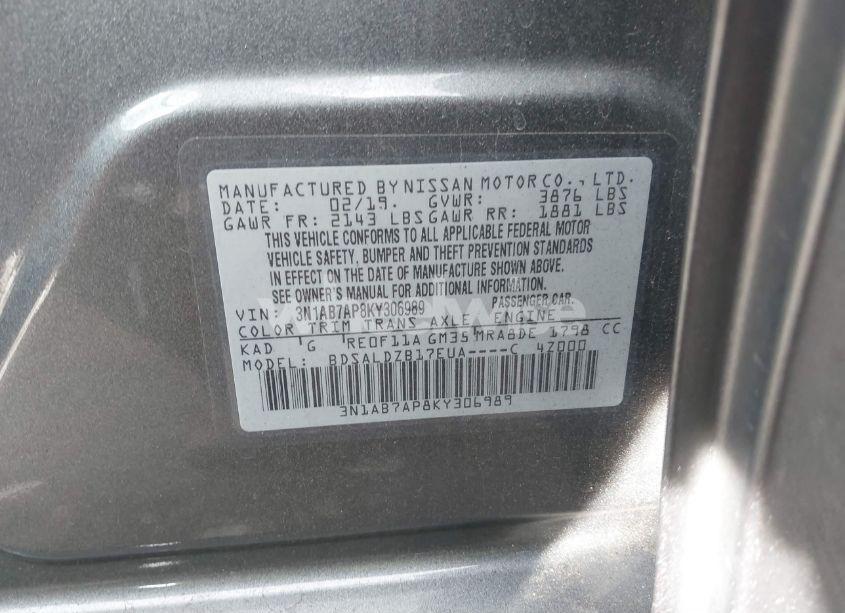 MANUFACTURED BY NISSAN MOTOR CO., LTD.
DATE: 02/19. GVWR: 3876 LBS
GAWR FR: 2143 LBS GAWR RR: 1881 LBS
THIS VEHICLE CONFORMS TO ALL APPLICABLE FEDERAL MOTOR
VEHICLE SAFETY, BUMPER AND THEFT PREVENTION STANDARDS
IN EFFECT ON THE DATE OF MANUFACTURE SHOWN ABOVE.
SEE OWNER'S MANUAL FOR ADDITIONAL INFORMATION.
VIN: 3N1AB7AP8KY306989 PASSENGER CAR
COLOR TRIM TRANS AXLE ENGINE
KAD 'G RE0F11A GM35 MRA8DE 1798 CC
MODEL: BDSALDZB17EUA----C 4Z000
3N1AB7AP8KY306989